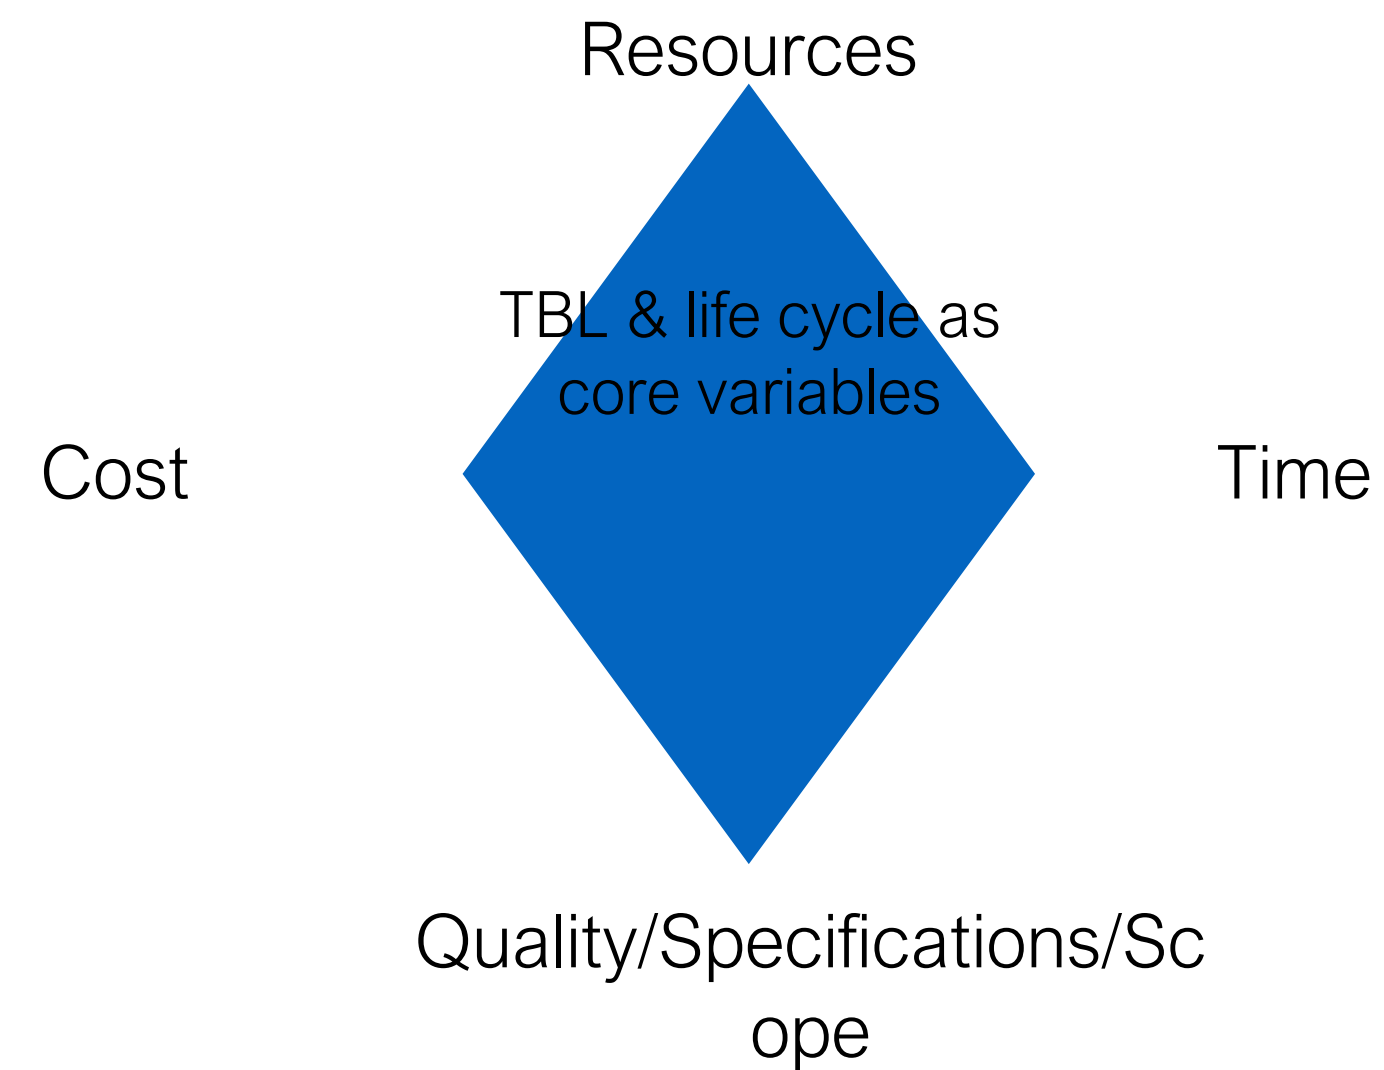 Resources
TBL & life cycle as
core variables
Cost
Time
Quality/Specifications/Sc
ope